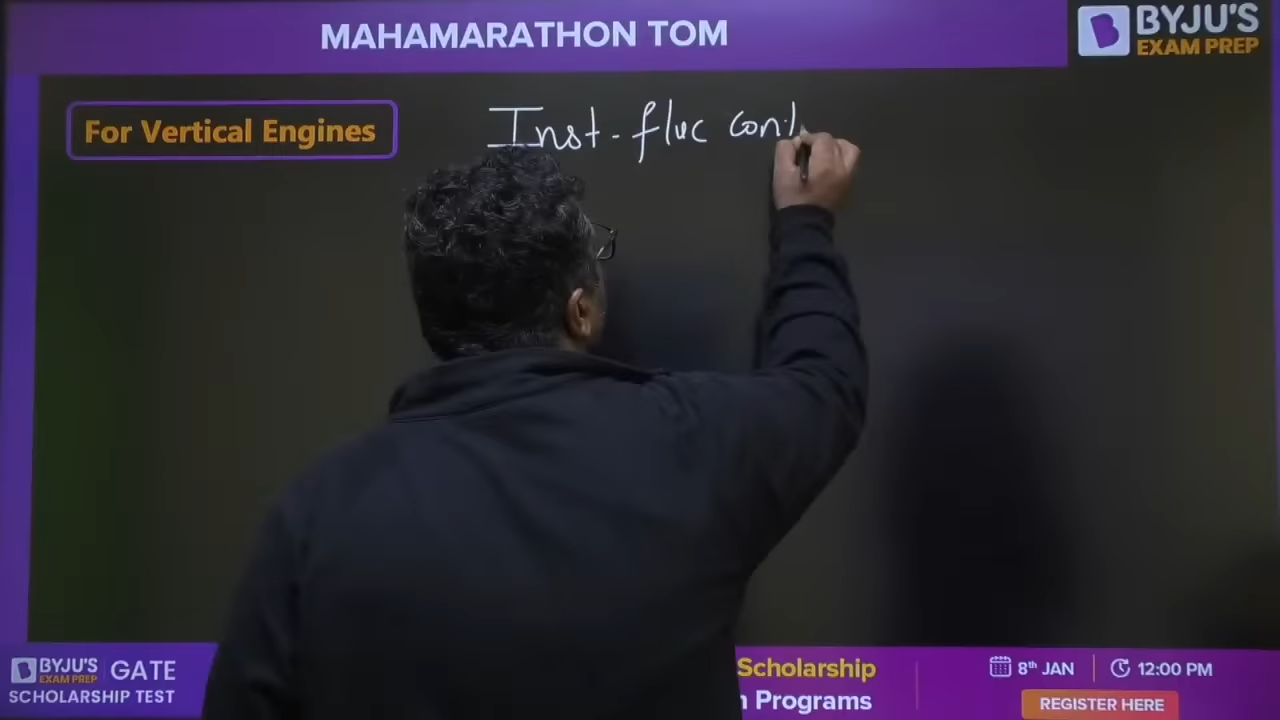 MAHAMARATHON TOM
BYJU'S
EXAM PREP
For Vertical Engines
Inst. fluc cont
BYJU'S
EXAM PREP
GATE
SCHOLARSHIP TEST
Scholarship
Programs
8th JAN
12:00 PM
REGISTER HERE